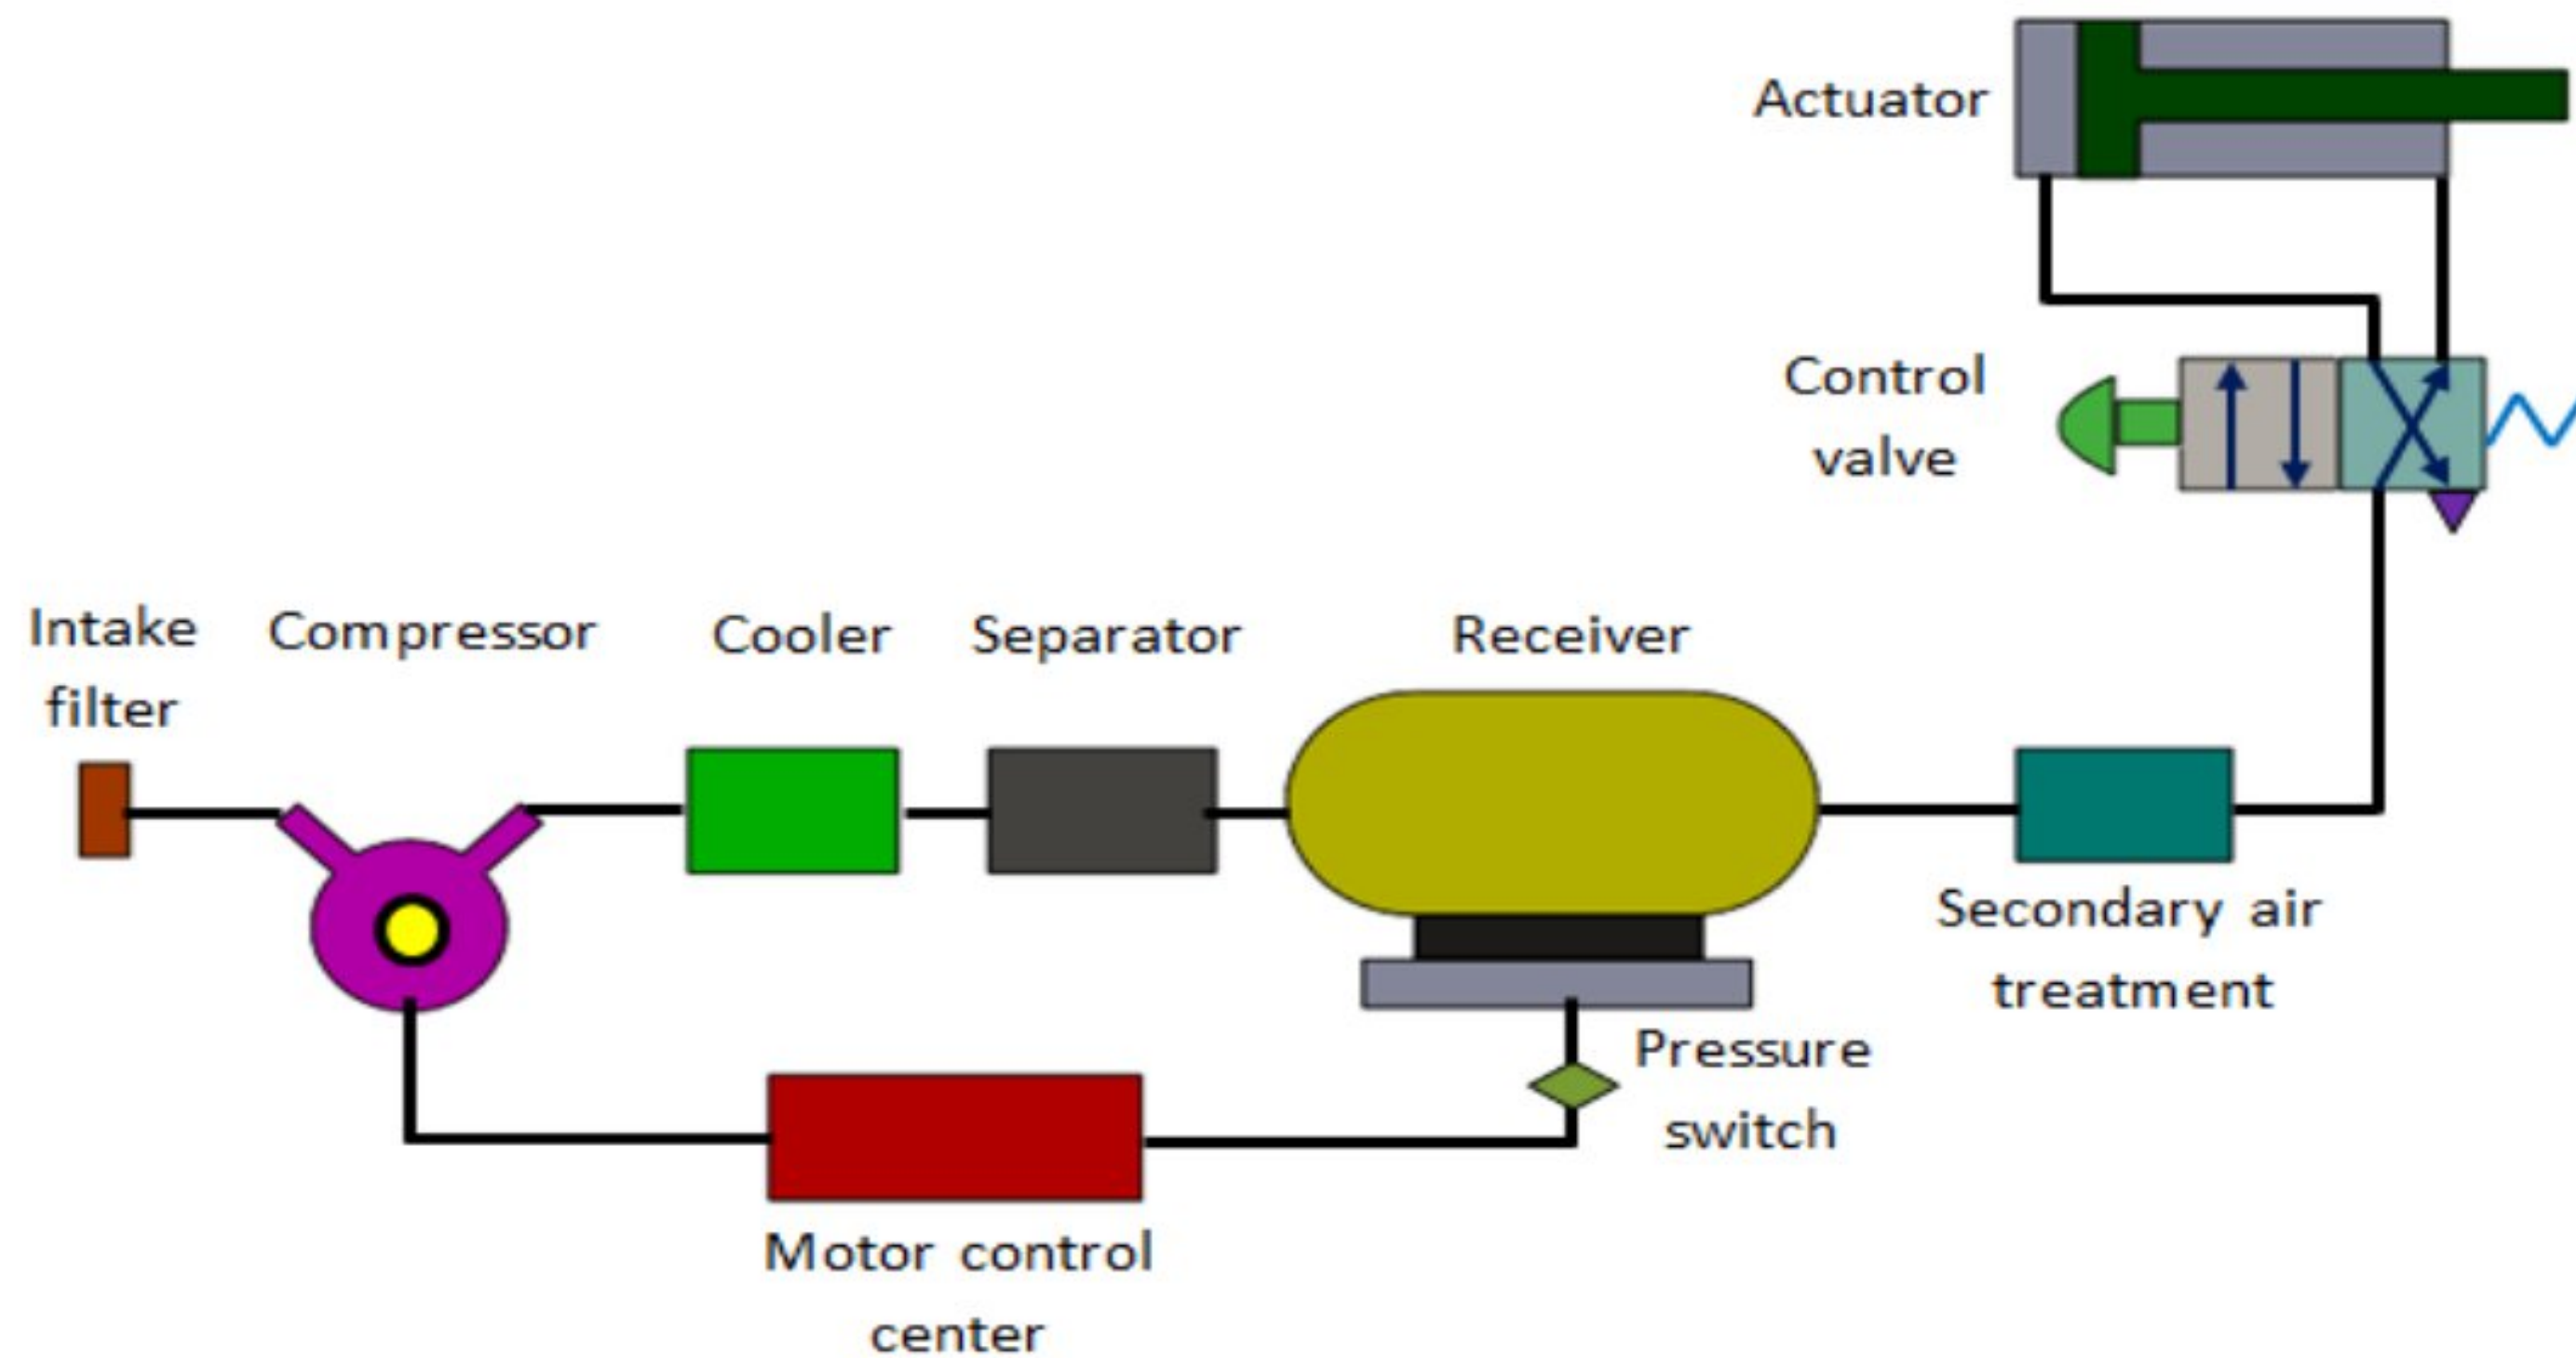 Actuator
Control
valve
Intake
filter
Compressor
Cooler
Separator
Receiver
Secondary air
treatment
Pressure
switch
Motor control
center